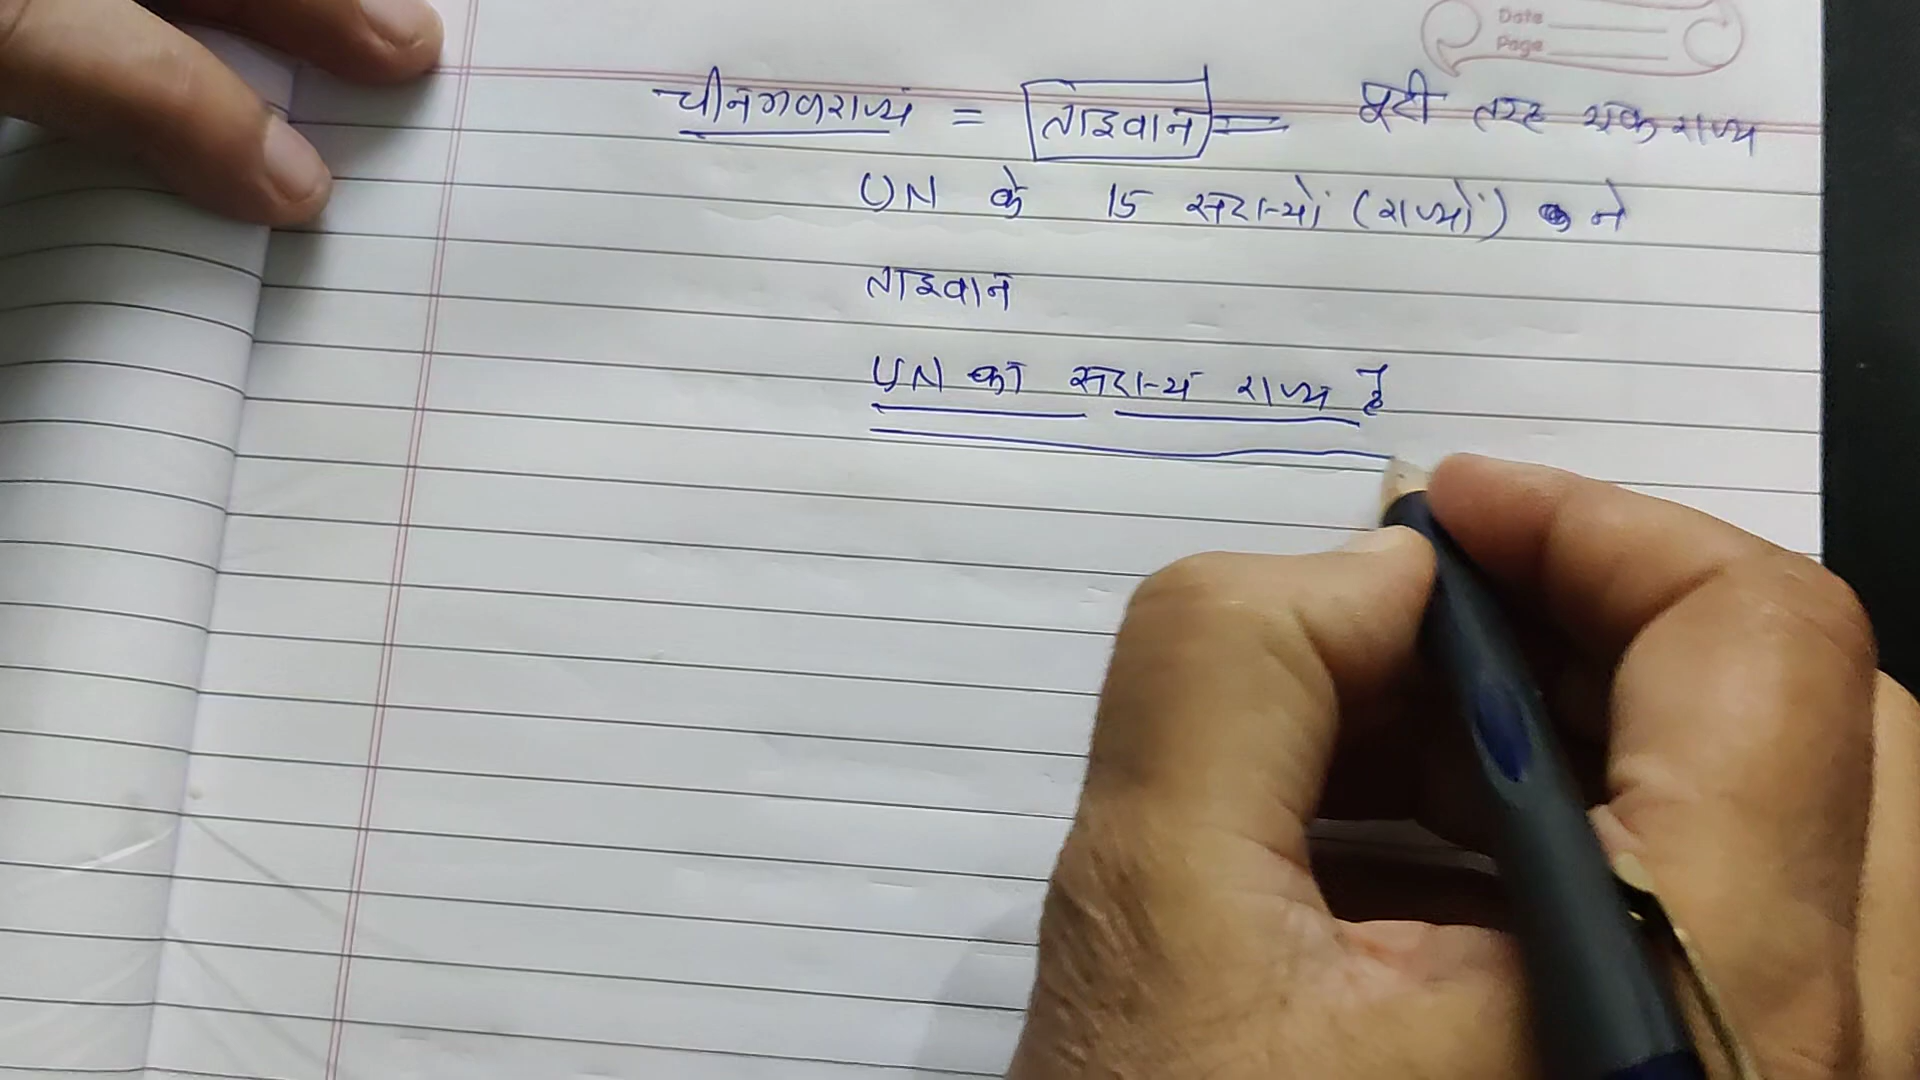 Date
Page
चीनगणराज्य = ताइवान = पूरी तरह एक राज्य
UN के 15 सदस्यों (राज्यों) ने
ताइवान
UN का सदस्य राज्य है